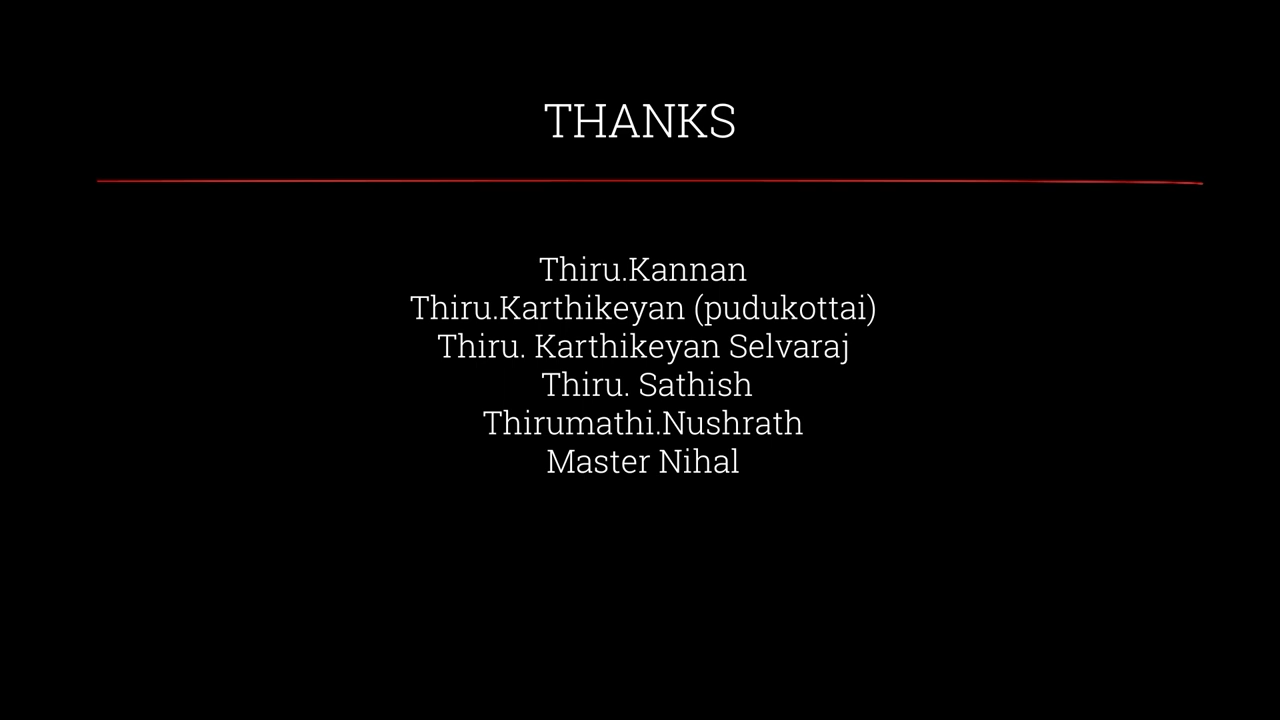 THANKS
Thiru.Kannan
Thiru.Karthikeyan (pudukottai)
Thiru. Karthikeyan Selvaraj
Thiru. Sathish
Thirumathi.Nushrath
Master Nihal